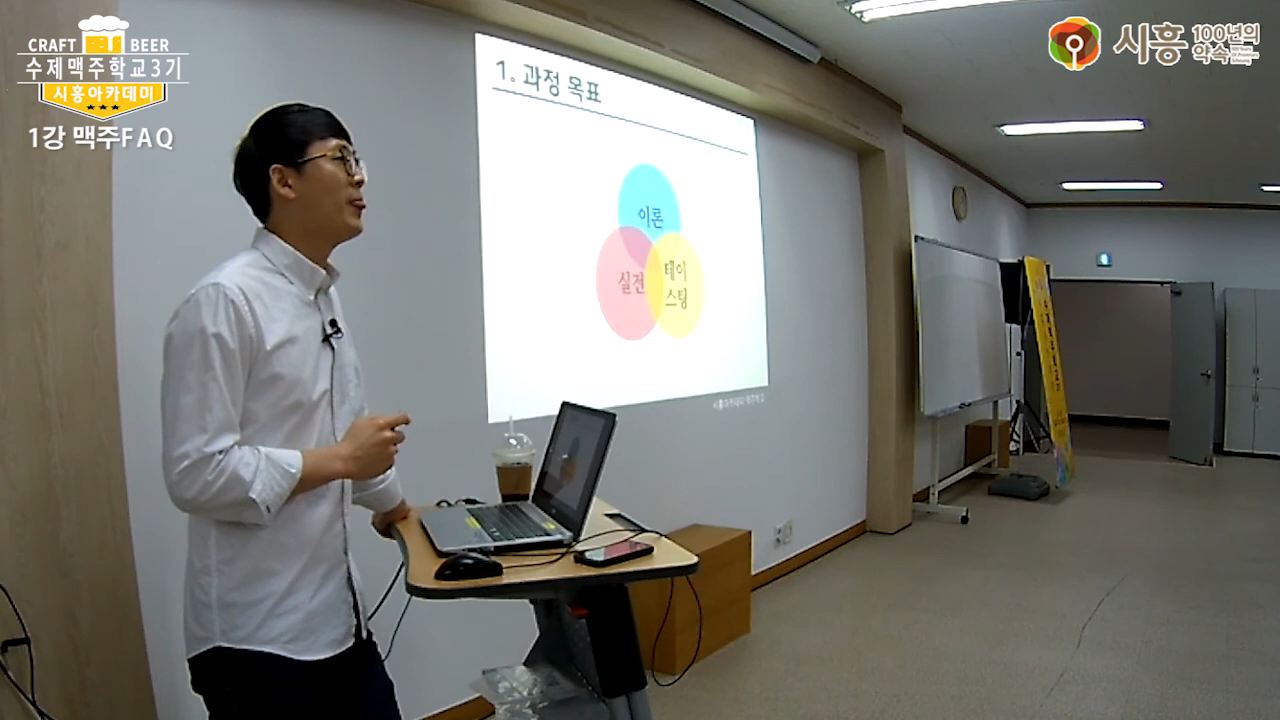 CRAFT BEER
수제맥주학교3기
시흥아카데미
1강 맥주FAQ
시흥 100년의
약속
1. 과정 목표
이론
실전
테이
스팅